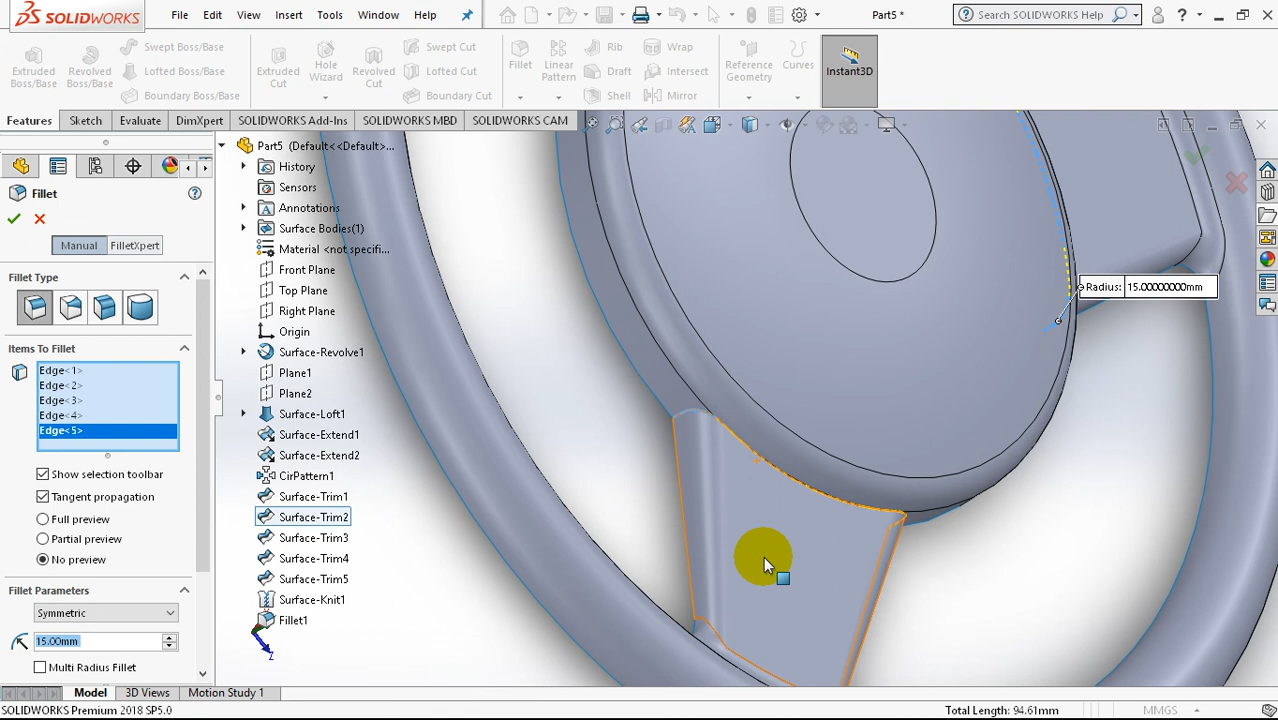 SOLIDWORKS
File Edit View Insert Tools Window Help
Part5 *
Search SOLIDWORKS Help
Extruded Boss/Base
Revolved Boss/Base
Swept Boss/Base
Lofted Boss/Base
Boundary Boss/Base
Extruded Cut
Hole Wizard
Revolved Cut
Swept Cut
Lofted Cut
Boundary Cut
Fillet
Linear Pattern
Rib
Draft
Shell
Wrap
Intersect
Mirror
Reference Geometry
Curves
Instant3D
Features Sketch Evaluate DimXpert SOLIDWORKS Add-Ins SOLIDWORKS MBD SOLIDWORKS CAM
Fillet
Manual FilletXpert
Fillet Type
Items To Fillet
Edge<1>
Edge<2>
Edge<3>
Edge<4>
Edge<5>
Show selection toolbar
Tangent propagation
Full preview
Partial preview
No preview
Fillet Parameters
Symmetric
15.00mm
Multi Radius Fillet
Part5 (Default<<Default>...
History
Sensors
Annotations
Surface Bodies(1)
Material <not specifi...
Front Plane
Top Plane
Right Plane
Origin
Surface-Revolve1
Plane1
Plane2
Surface-Loft1
Surface-Extend1
Surface-Extend2
CirPattern1
Surface-Trim1
Surface-Trim2
Surface-Trim3
Surface-Trim4
Surface-Trim5
Surface-Knit1
Fillet1
Z
Radius: 15.00000000mm
Model 3D Views Motion Study 1
SOLIDWORKS Premium 2018 SP5.0
Total Length: 94.61mm
MMGS